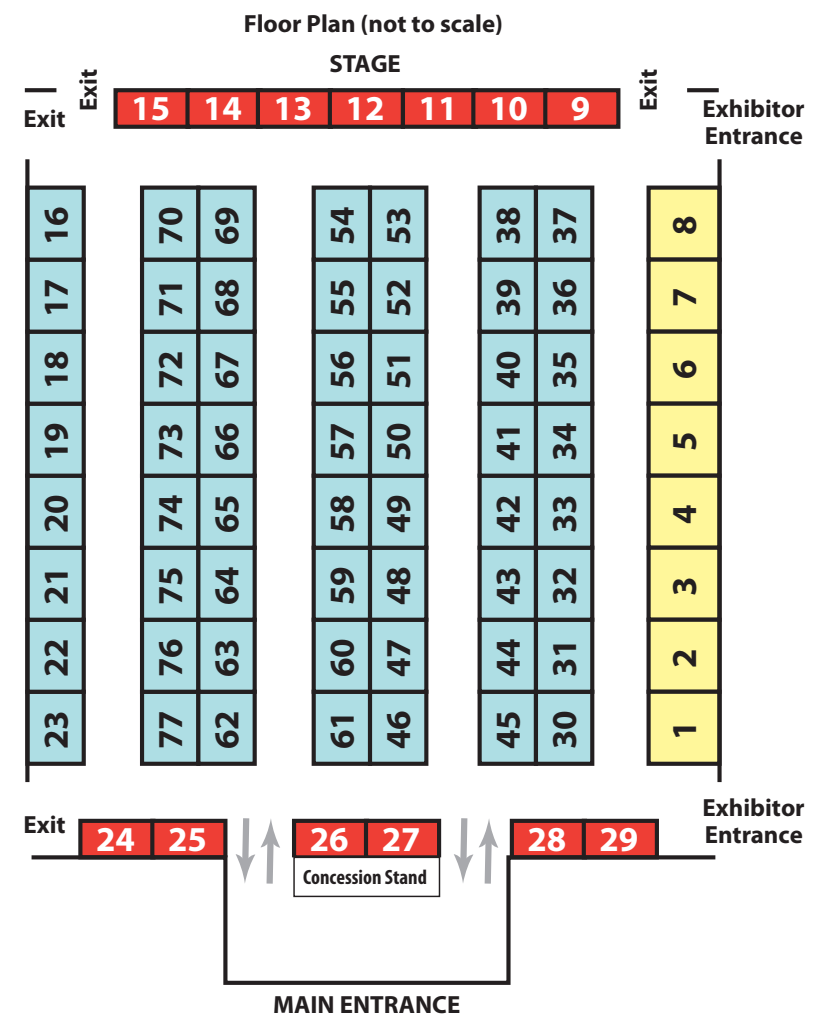 Floor Plan (not to scale)
STAGE
Exit
Exit
Exit
Exhibitor
Entrance
15 14 13 12 11 10 9
16 70 69 54 53 38 37 8
17 71 68 55 52 39 36 7
18 72 67 56 51 40 35 6
19 73 66 57 50 41 34 5
20 74 65 58 49 42 33 4
21 75 64 59 48 43 32 3
22 76 63 60 47 44 31 2
23 77 62 61 46 45 30 1
Exit
24 25 26 27 28 29
Exhibitor
Entrance
Concession Stand
MAIN ENTRANCE